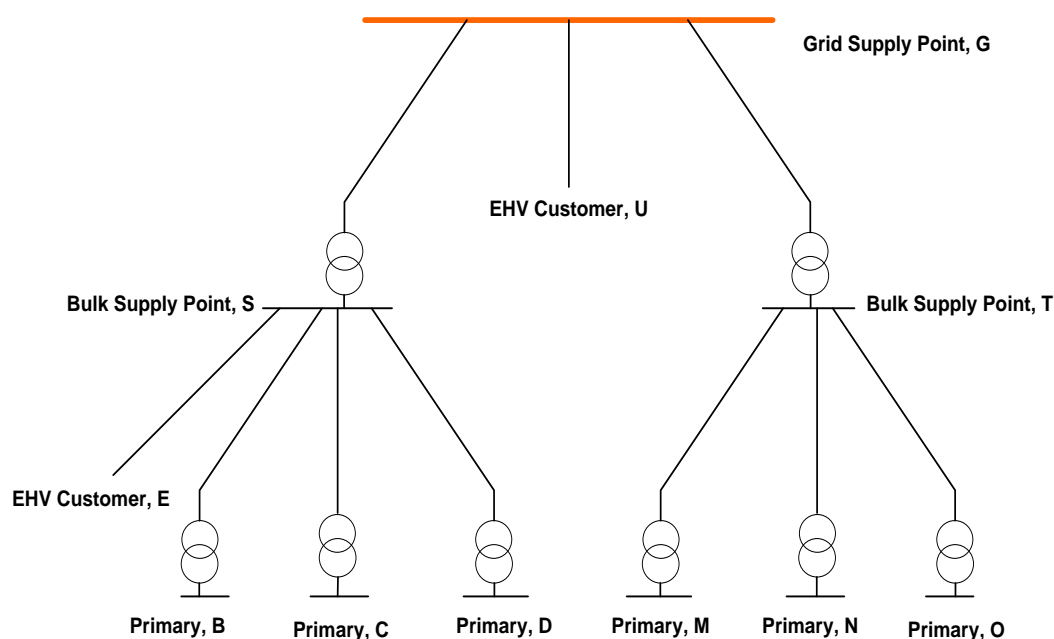 Grid Supply Point, G
EHV Customer, U
Bulk Supply Point, S
Bulk Supply Point, T
EHV Customer, E
Primary, B
Primary, C
Primary, D
Primary, M
Primary, N
Primary, O